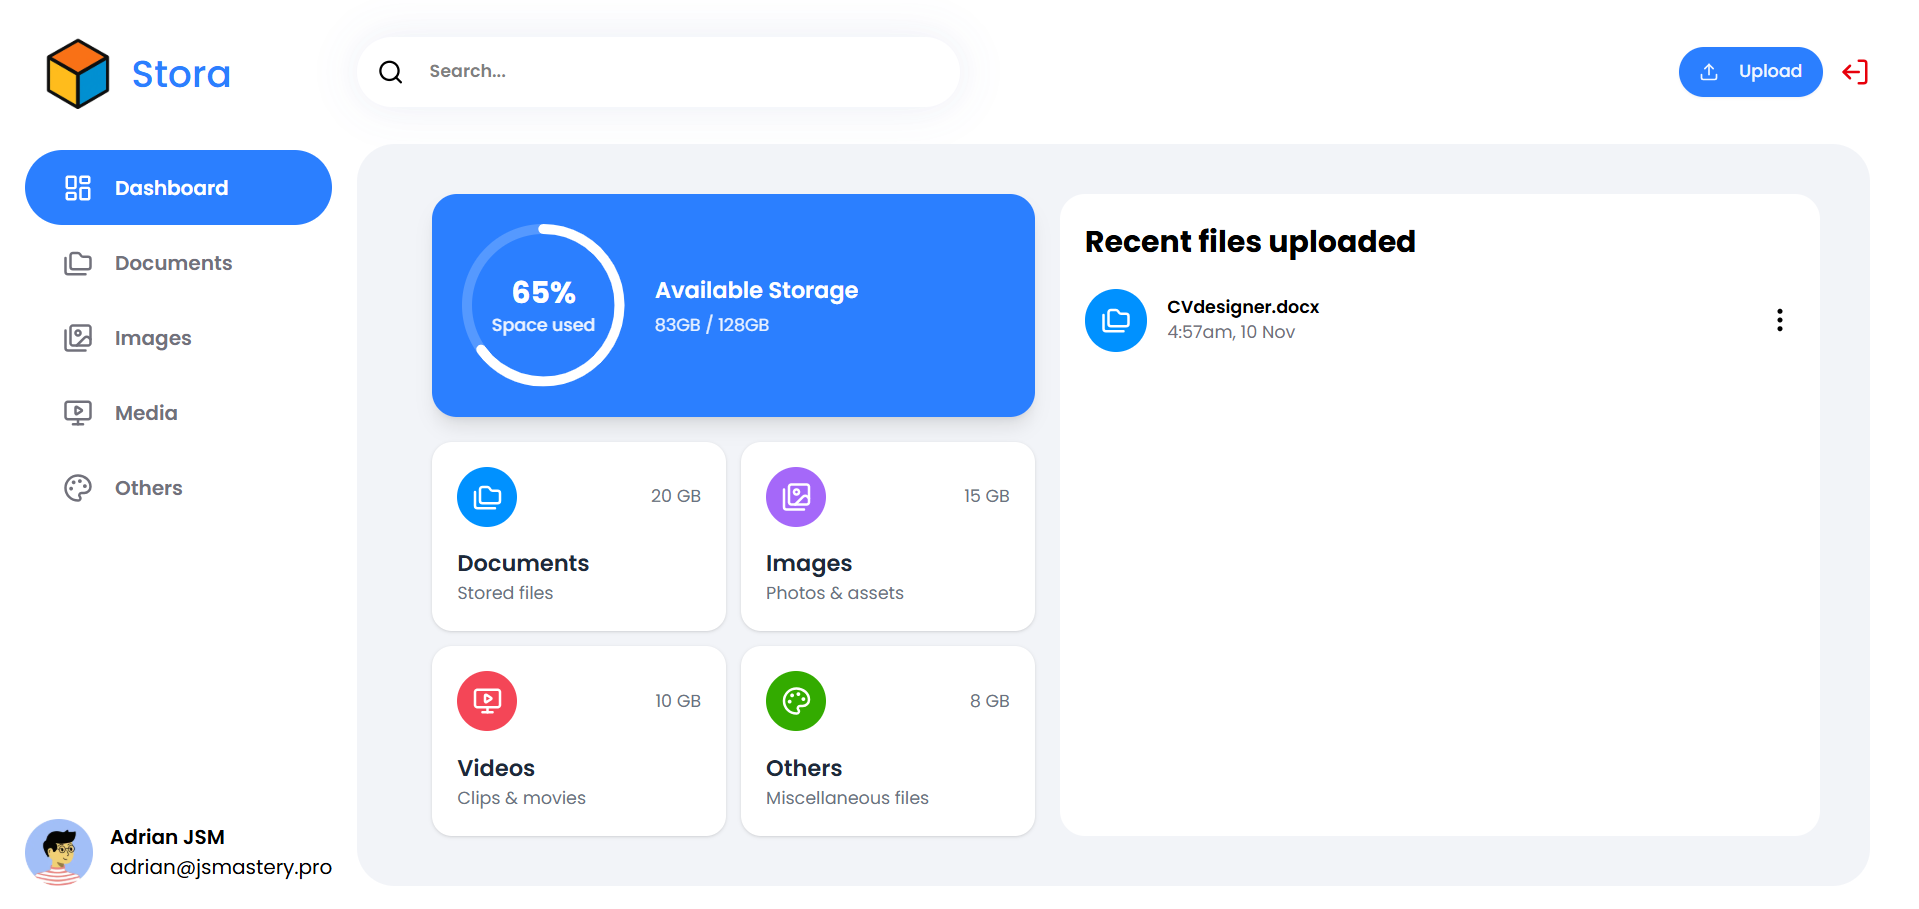 Stora
Search...
Upload
Dashboard
Documents
Images
Media
Others
Adrian JSM
adrian@jsmastery.pro
65%
Space used
Available Storage
83GB / 128GB
20 GB
Documents
Stored files
15 GB
Images
Photos & assets
10 GB
Videos
Clips & movies
8 GB
Others
Miscellaneous files
Recent files uploaded
CVdesigner.docx
4:57am, 10 Nov